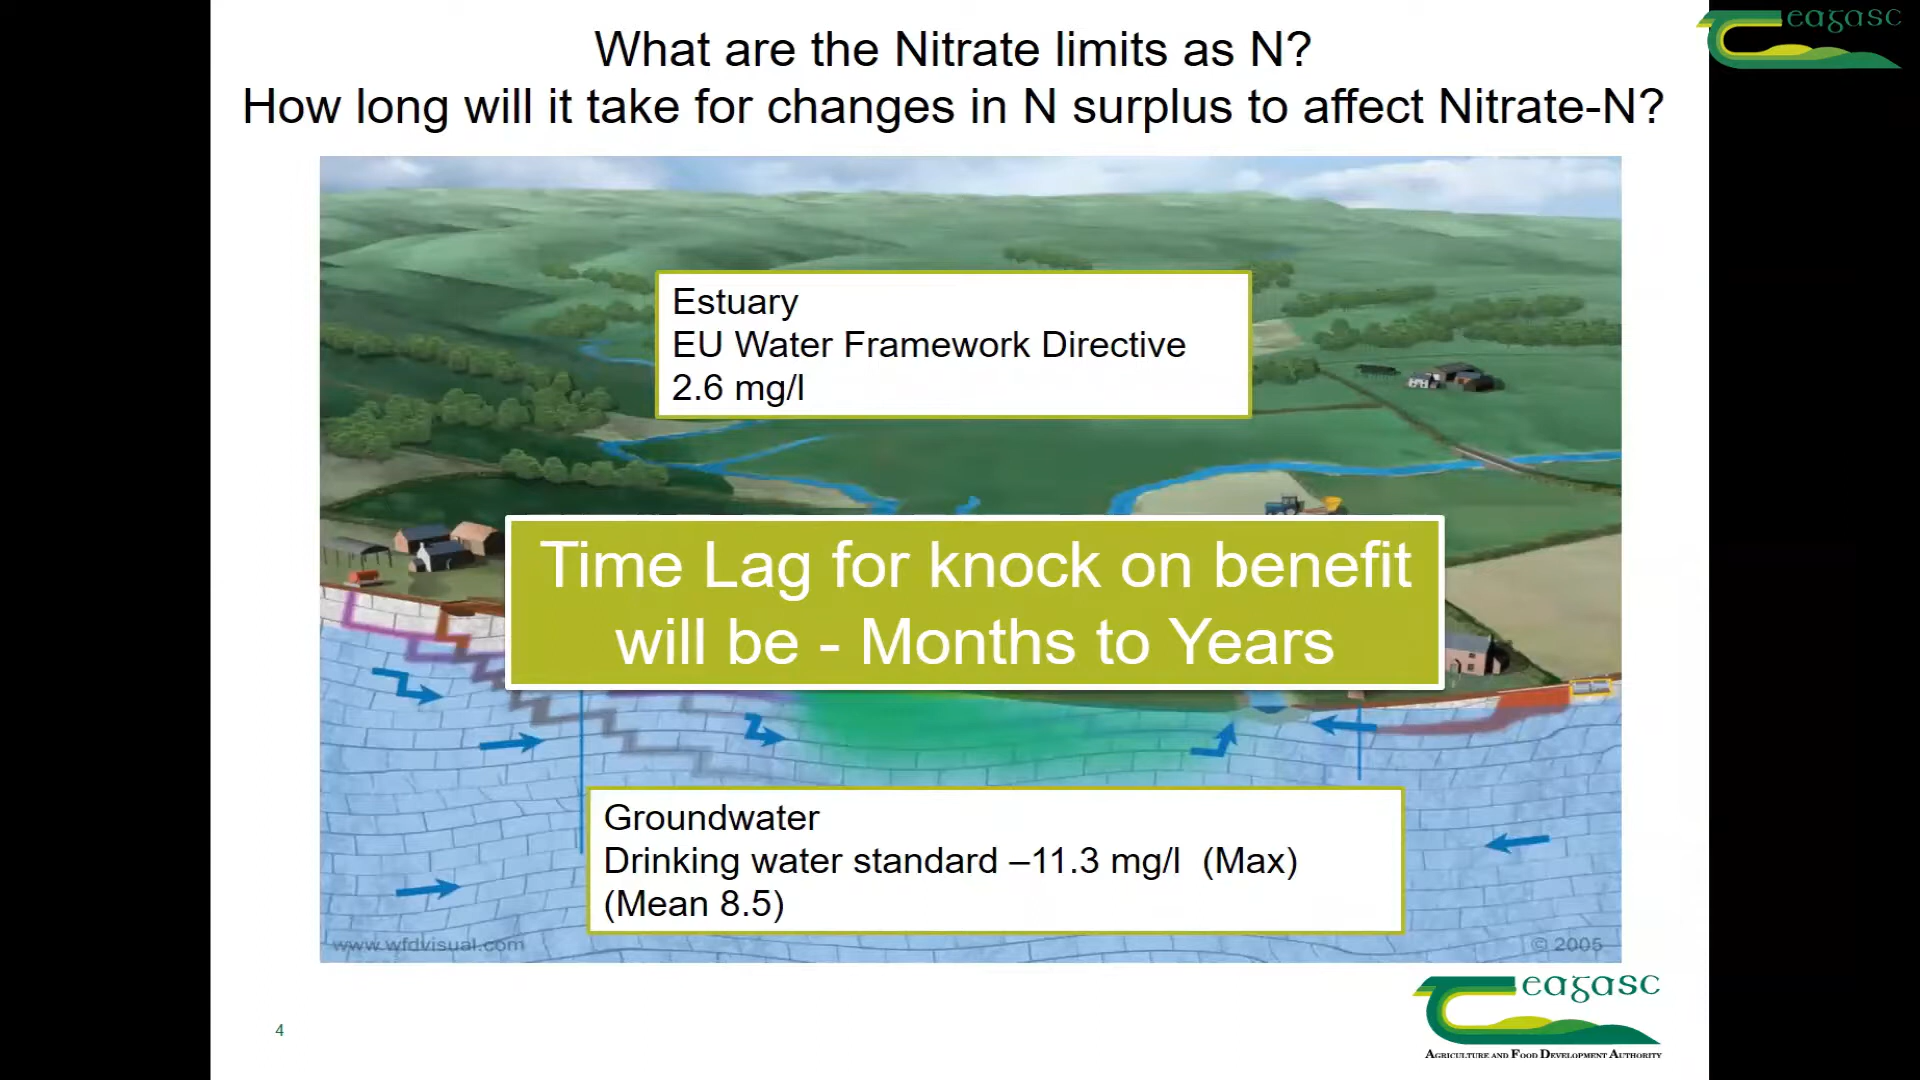 eagasc
What are the Nitrate limits as N?
How long will it take for changes in N surplus to affect Nitrate-N?
Estuary
EU Water Framework Directive
2.6 mg/l
Time Lag for knock on benefit
will be - Months to Years
Groundwater
Drinking water standard –11.3 mg/l (Max)
(Mean 8.5)
www.wfdvisual.com
© 2005
eagasc
AGRICULTURE AND FOOD DEVELOPMENT AUTHORITY
4